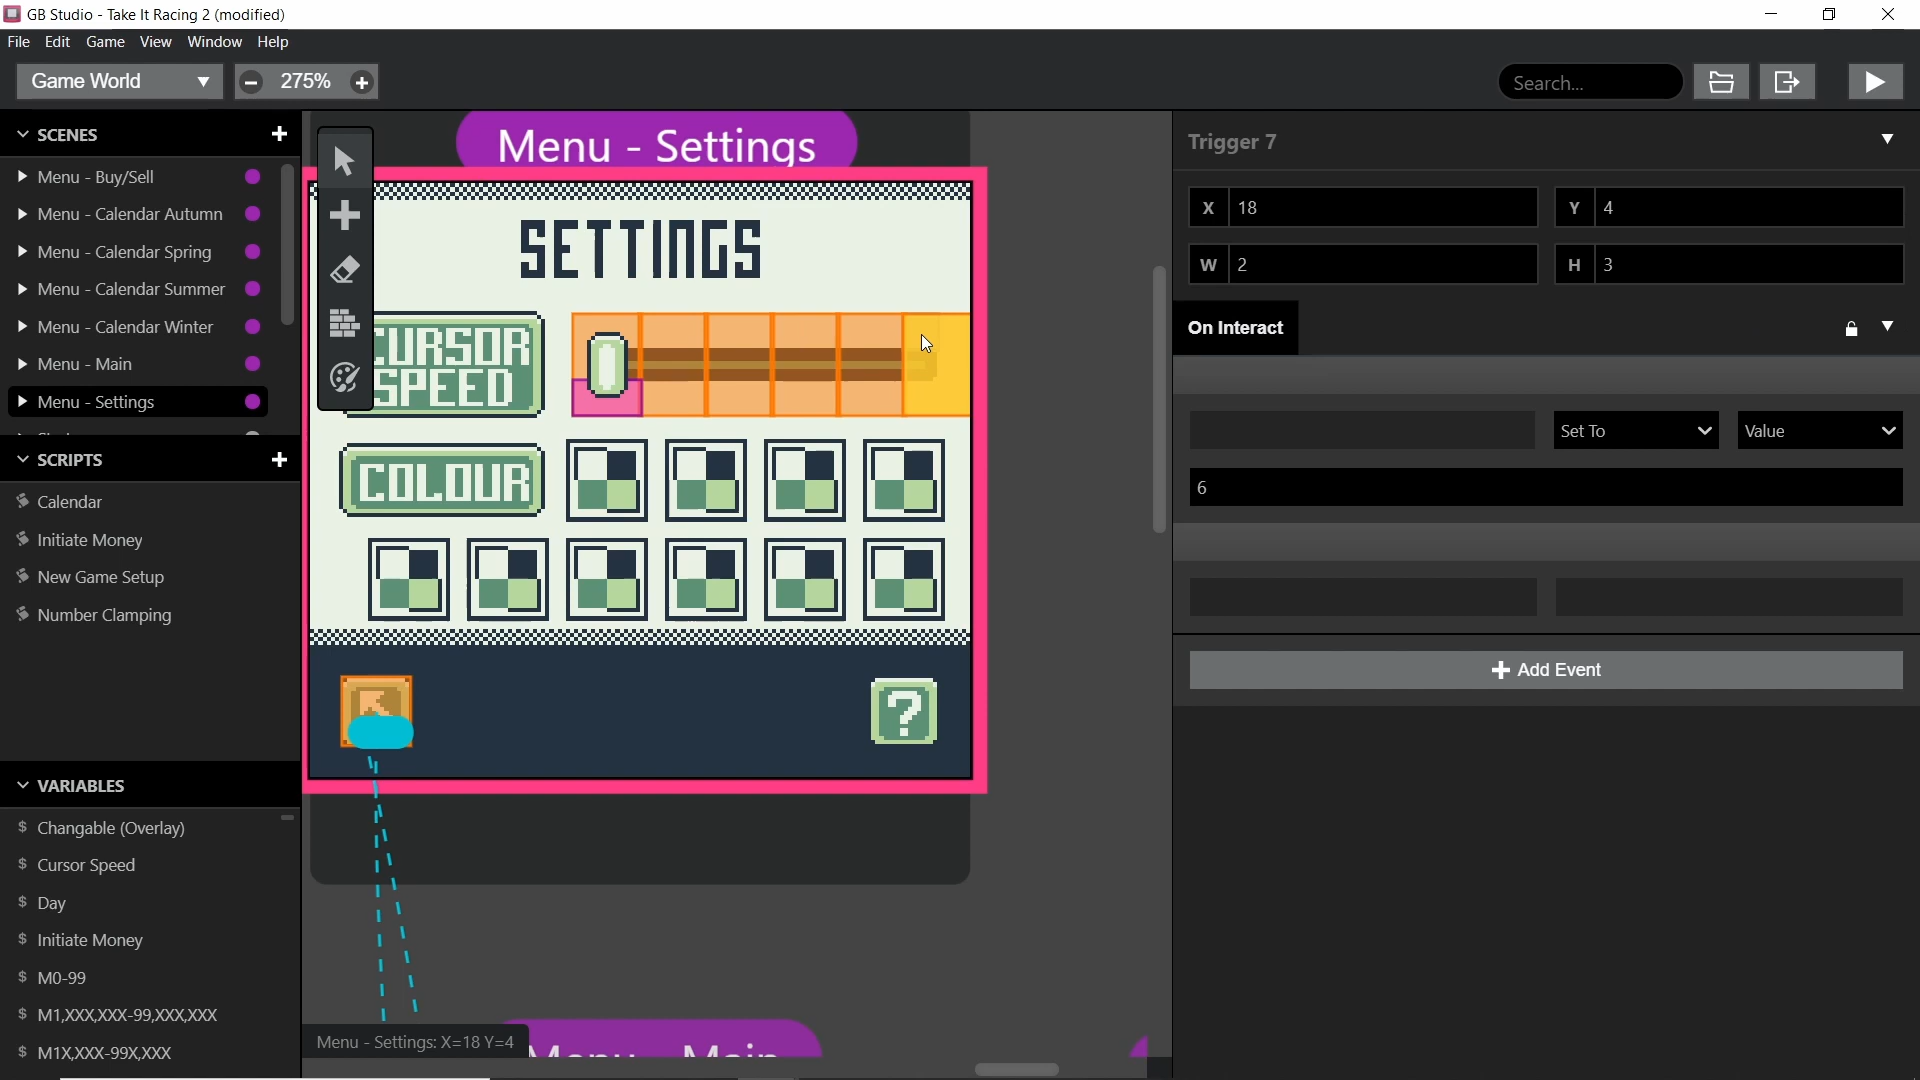 GB Studio - Take It Racing 2 (modified)
File Edit Game View Window Help
Game World 275% Search...
SCENES
Menu - Buy/Sell
Menu - Calendar Autumn
Menu - Calendar Spring
Menu - Calendar Summer
Menu - Calendar Winter
Menu - Main
Menu - Settings
SCRIPTS
Calendar
Initiate Money
New Game Setup
Number Clamping
VARIABLES
$ Changable (Overlay)
$ Cursor Speed
$ Day
$ Initiate Money
$ M0-99
$ M1,XXX,XXX-99,XXX,XXX
$ M1X,XXX-99X,XXX
Menu - Settings
SETTINGS
CURSOR
SPEED
COLOUR
?
Menu - Settings: X=18 Y=4
Menu - Main
Trigger 7
X 18 Y 4
W 2 H 3
On Interact
Set To Value
6
Add Event